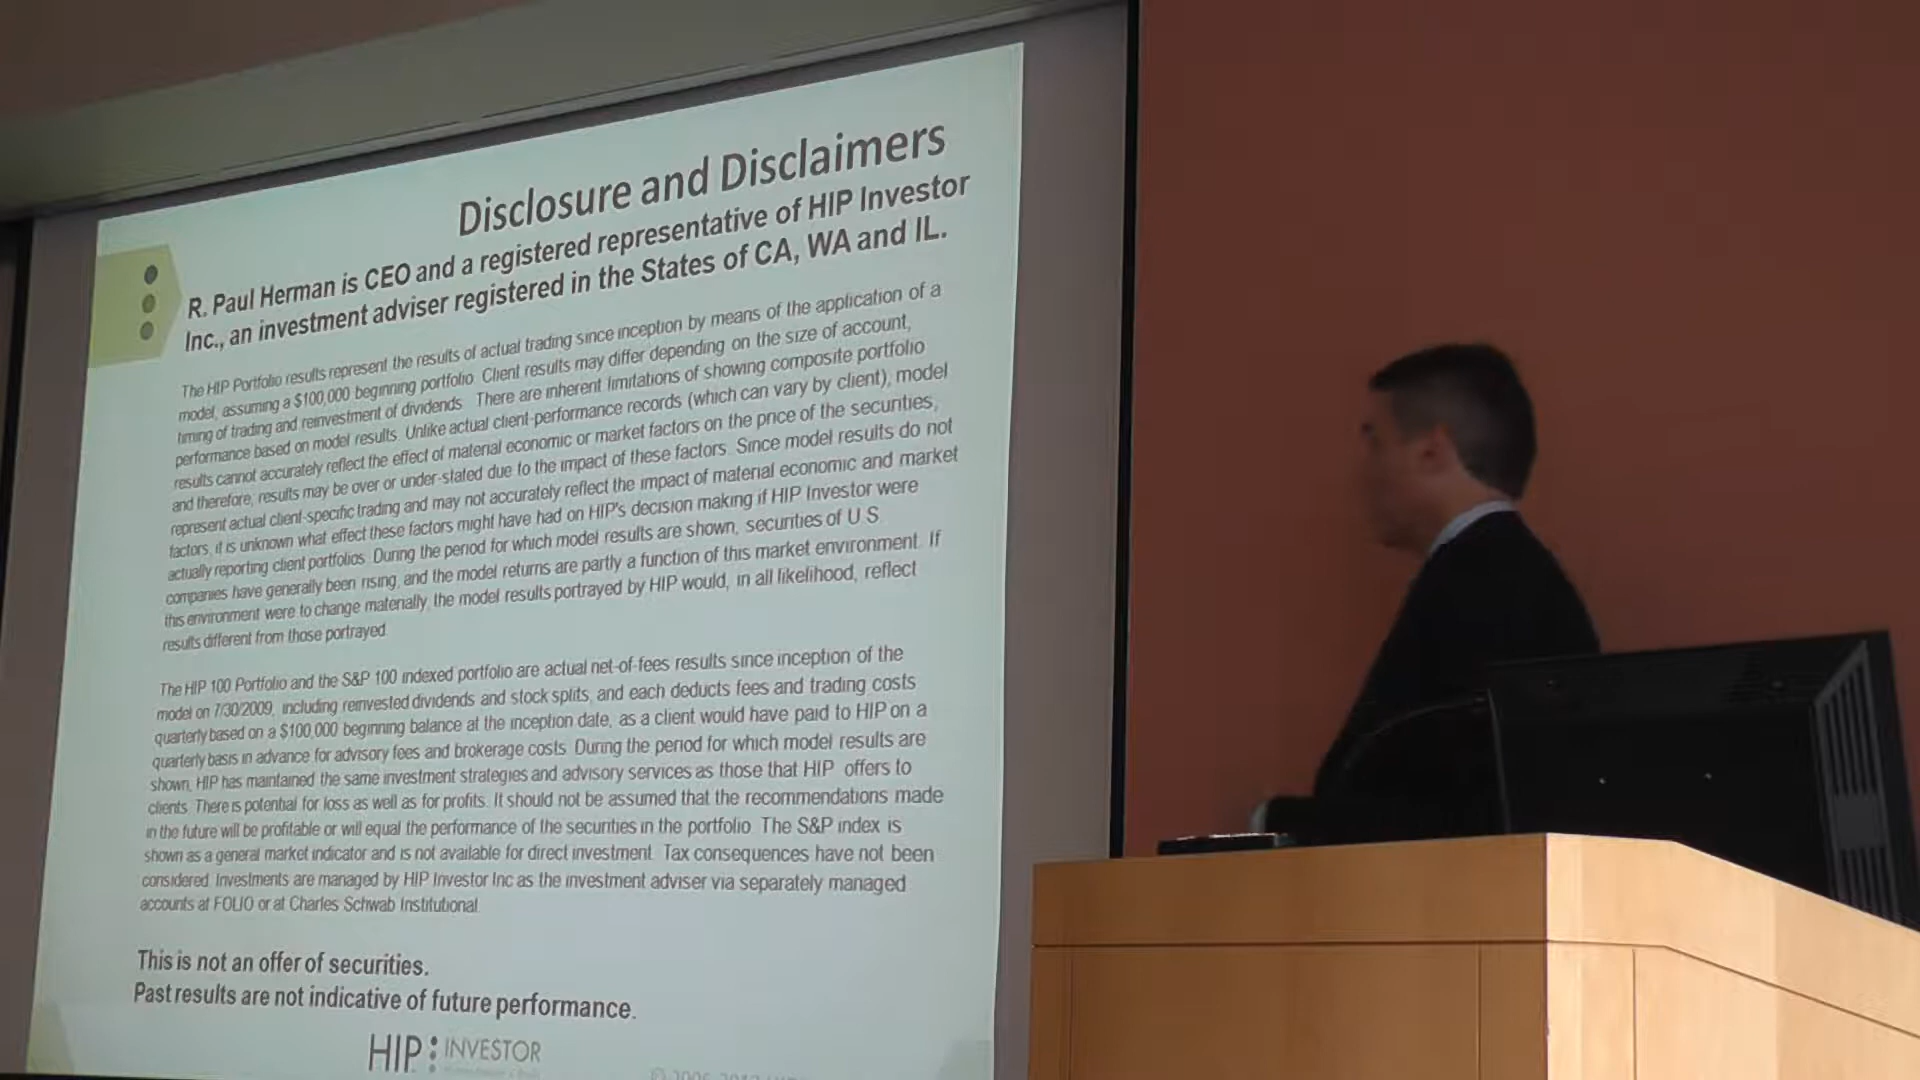 Disclosure and Disclaimers
R. Paul Herman is CEO and a registered representative of HIP Investor
Inc., an investment adviser registered in the States of CA, WA and IL.
The HIP Portfolio results represent the results of actual trading since inception by means of the application of a
model, assuming a $100,000 beginning portfolio. Client results may differ depending on the size of account,
timing of trading and reinvestment of dividends. There are inherent limitations of showing composite portfolio
performance based on model results. Unlike actual client-performance records (which can vary by client), model
results cannot accurately reflect the effect of material economic or market factors on the price of the securities,
and therefore, results may be over or under-stated due to the impact of these factors. Since model results do not
represent actual client-specific trading and may not accurately reflect the impact of material economic and market
factors, it is unknown what effect these factors might have had on HIP's decision making if HIP Investor were
actually reporting client portfolios. During the period for which model results are shown, securities of U.S.
companies have generally been rising, and the model returns are partly a function of this market environment. If
this environment were to change materially, the model results portrayed by HIP would, in all likelihood, reflect
results different from those portrayed.
The HIP 100 Portfolio and the S&P 100 indexed portfolio are actual net-of-fees results since inception of the
model on 7/30/2009, including reinvested dividends and stock splits, and each deducts fees and trading costs
quarterly based on a $100,000 beginning balance at the inception date, as a client would have paid to HIP on a
quarterly basis in advance for advisory fees and brokerage costs. During the period for which model results are
shown, HIP has maintained the same investment strategies and advisory services as those that HIP offers to
clients. There is potential for loss as well as for profits. It should not be assumed that the recommendations made
in the future will be profitable or will equal the performance of the securities in the portfolio. The S&P index is
shown as a general market indicator and is not available for direct investment. Tax consequences have not been
considered. Investments are managed by HIP Investor Inc as the investment adviser via separately managed
accounts at FOLIO or at Charles Schwab Institutional.
This is not an offer of securities.
Past results are not indicative of future performance.
HIP: INVESTOR